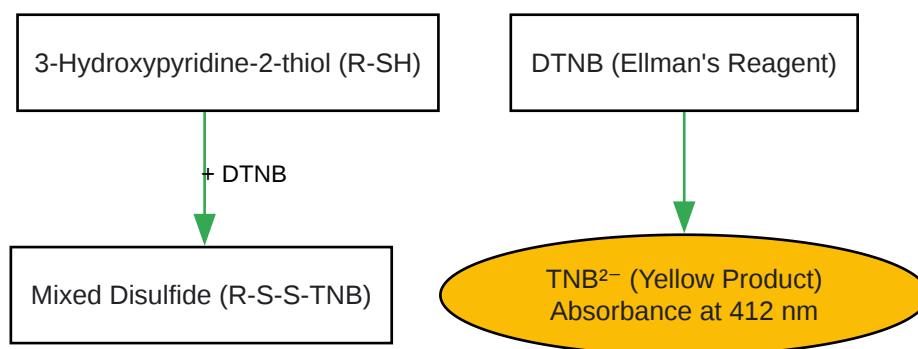 3-Hydroxypyridine-2-thiol (R-SH)
DTNB (Ellman's Reagent)
+ DTNB
Mixed Disulfide (R-S-S-TNB)
TNB²⁻ (Yellow Product)
Absorbance at 412 nm